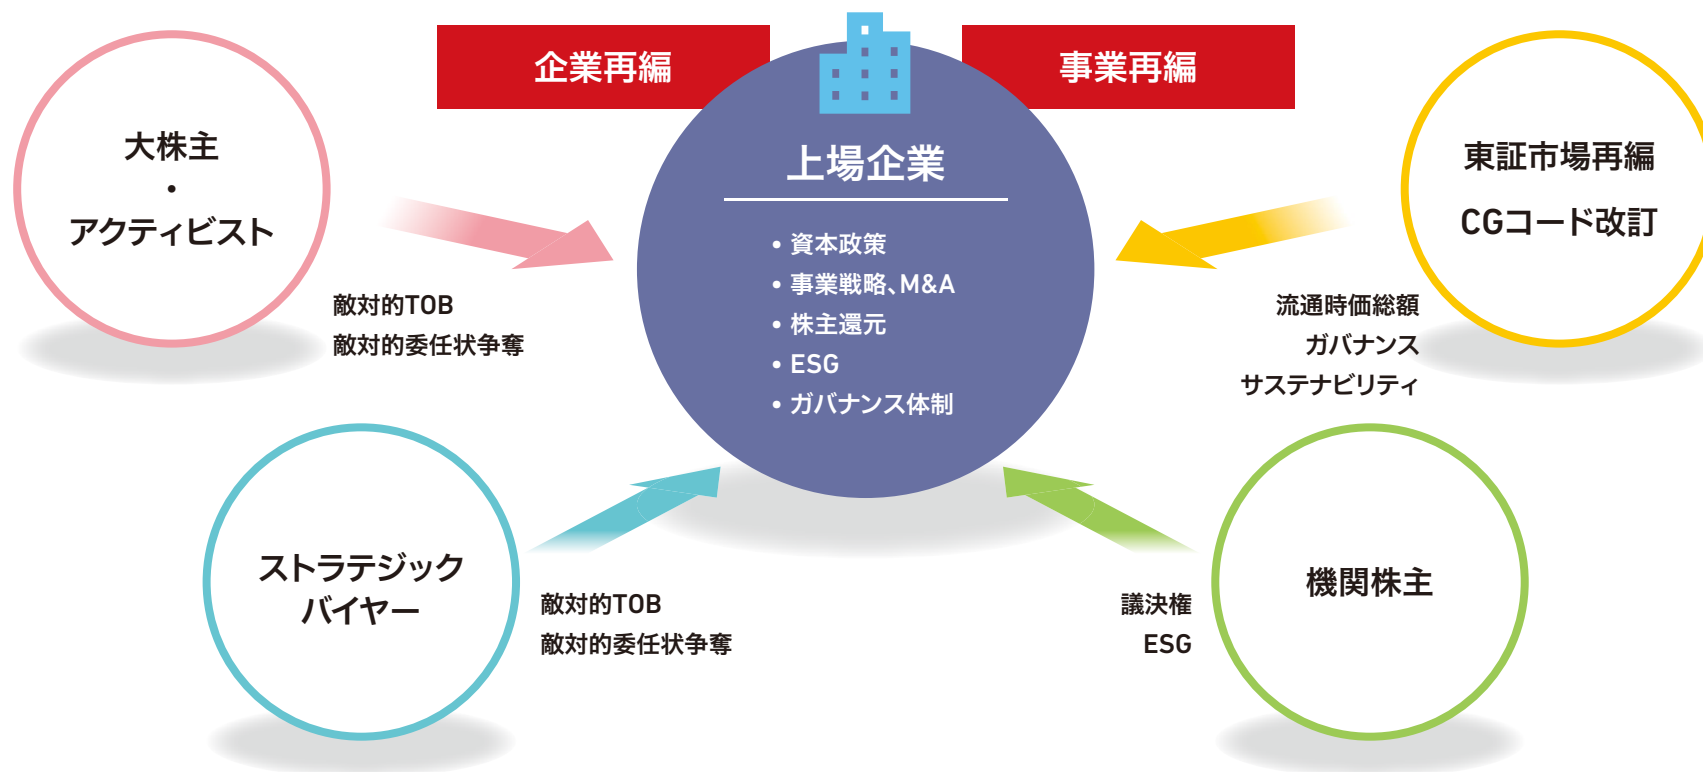 企業再編
事業再編
大株主
・
アクティビスト
敵対的TOB
敵対的委任状争奪
上場企業
• 資本政策
• 事業戦略、M&A
• 株主還元
• ESG
• ガバナンス体制
東証市場再編
CGコード改訂
流通時価総額
ガバナンス
サステナビリティ
ストラテジック
バイヤー
敵対的TOB
敵対的委任状争奪
議決権
ESG
機関株主